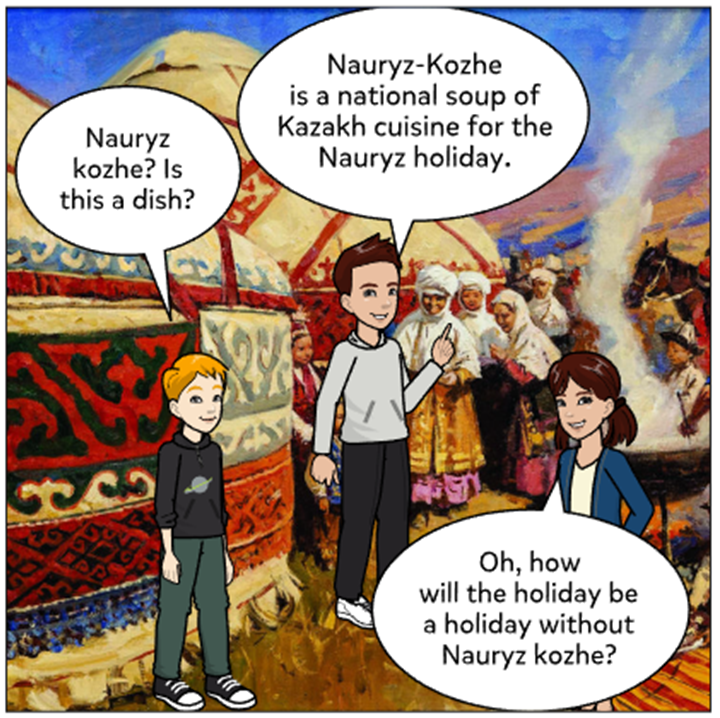 Nauryz
kozhe? Is
this a dish?
Nauryz-Kozhe
is a national soup of
Kazakh cuisine for the
Nauryz holiday.
Oh, how
will the holiday be
a holiday without
Nauryz kozhe?